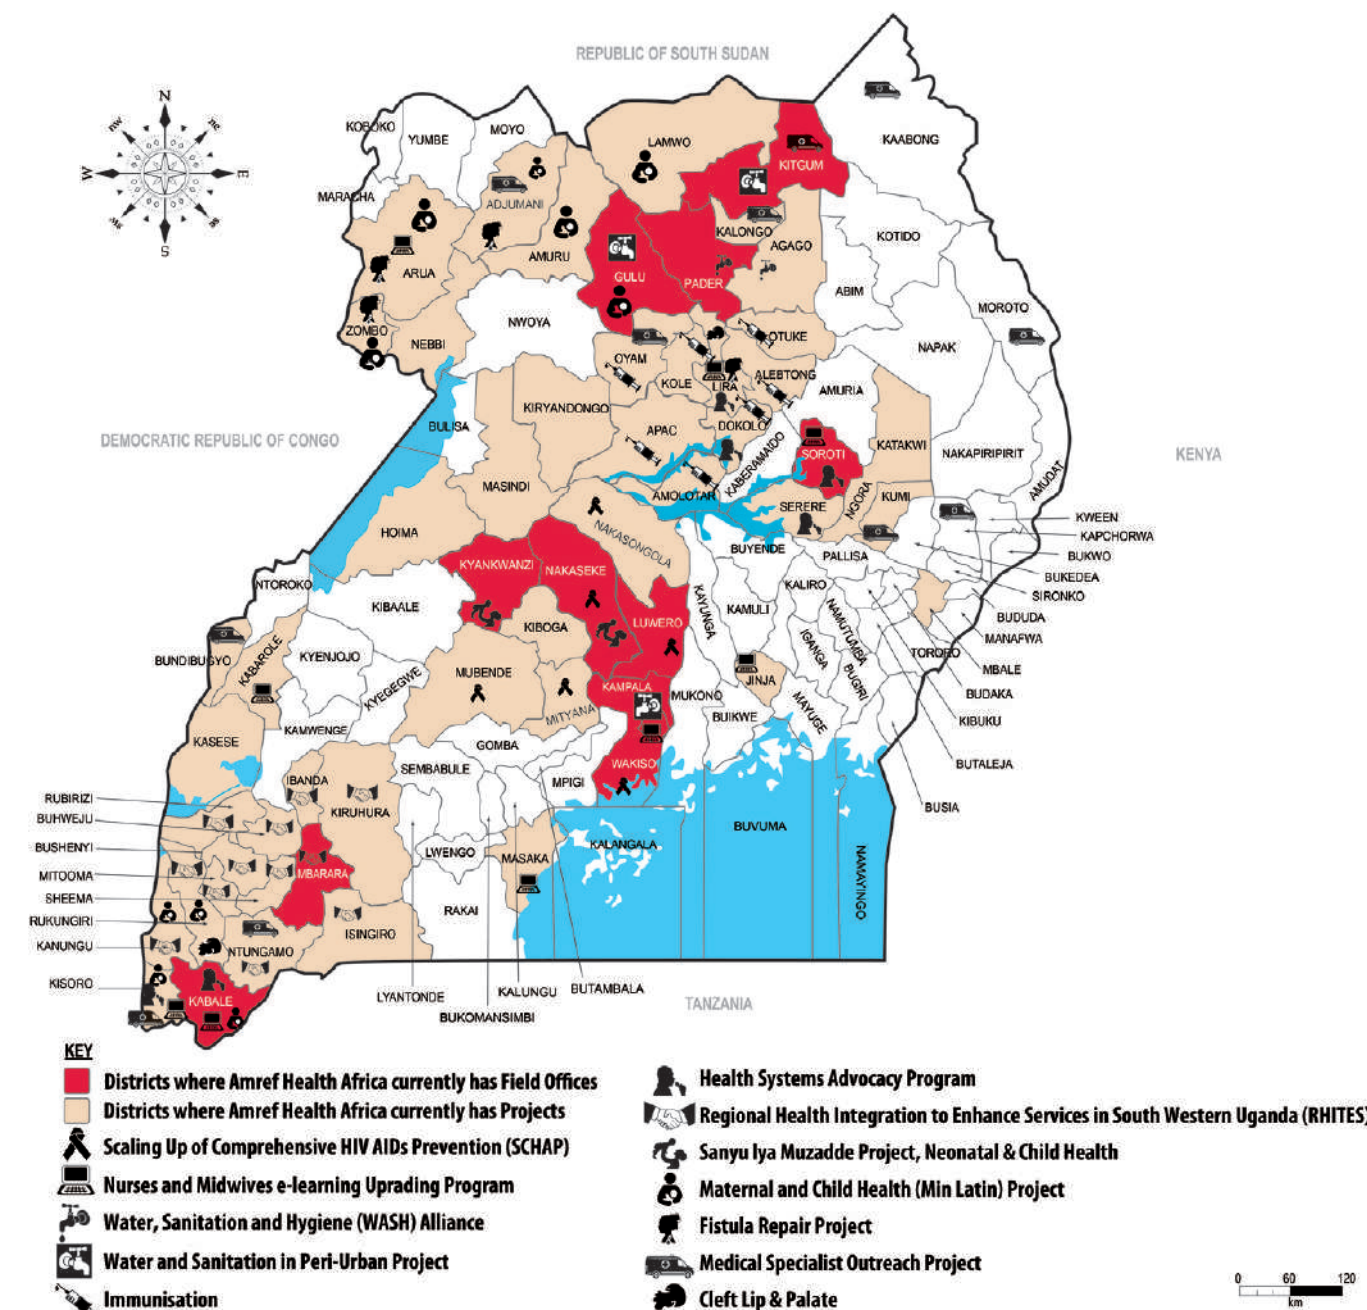 REPUBLIC OF SOUTH SUDAN
N
nw
ne
W
E
sw
se
S
KOBOKO
YUMBE
MOYO
LAMWO
KAABONG
KITGUM
MARACHA
ADJUMANI
KALONGO
AGAGO
KOTIDO
ARUA
AMURU
GULU
PADER
ABIM
MOROTO
ZOMBO
NEBBI
NWOYA
OTUKE
NAPAK
OYAM
KOLE
LIRA
ALEBTONG
AMURIA
KIRYANDONGO
DEMOCRATIC REPUBLIC OF CONGO
BULISA
APAC
DOKOLO
KABERAMAIDO
SOROTI
KATAKWI
NAKAPIRIPIRIT
KENYA
AMUDAT
MASINDI
AMOLOTAR
SERERE
NGORA
KUMI
HOIMA
NAKASONGOLA
BUYENDE
PALLISA
KWEEN
KAPCHORWA
BUKWO
KYANKWANZI
NAKASEKE
BUKEDEA
SIRONKO
NTOROKO
KIBAALE
KIBOGA
LUWERO
KAYUNGA
KAMULI
KALIRO
NAMUTUMBA
BUDUDA
MANAFWA
BUNDIBUGYO
KABAROLE
KYENJOJO
KYEGEGWE
MUBENDE
MITYANA
KAMPALA
MUKONO
JINJA
IGANGA
BUGIRI
TORORO
MBALE
BUDAKA
KIBUKU
KASESE
KAMWENGE
GOMBA
BUIKWE
MAYUGE
BUTALEJA
IBANDA
SEMBABULE
MPIGI
WAKISO
BUSIA
RUBIRIZI
KIRUHURA
BUHWEJU
BUVUMA
BUSHENYI
LWENGO
MASAKA
KALANGALA
MITOOMA
MBARARA
NAMAYINGO
SHEEMA
RUKUNGIRI
RAKAI
ISINGIRO
KANUNGU
NTUNGAMO
KISORO
KABALE
LYANTONDE
BUKOMANSIMBI
KALUNGU
BUTAMBALA
TANZANIA
KEY
Districts where Amref Health Africa currently has Field Offices
Districts where Amref Health Africa currently has Projects
Scaling Up of Comprehensive HIV AIDs Prevention (SCHAP)
Nurses and Midwives e-learning Uprading Program
Water, Sanitation and Hygiene (WASH) Alliance
Water and Sanitation in Peri-Urban Project
Immunisation
Health Systems Advocacy Program
Regional Health Integration to Enhance Services in South Western Uganda (RHITES)
Sanyu Iya Muzadde Project, Neonatal & Child Health
Maternal and Child Health (Min Latin) Project
Fistula Repair Project
Medical Specialist Outreach Project
Cleft Lip & Palate
0 60 120
km